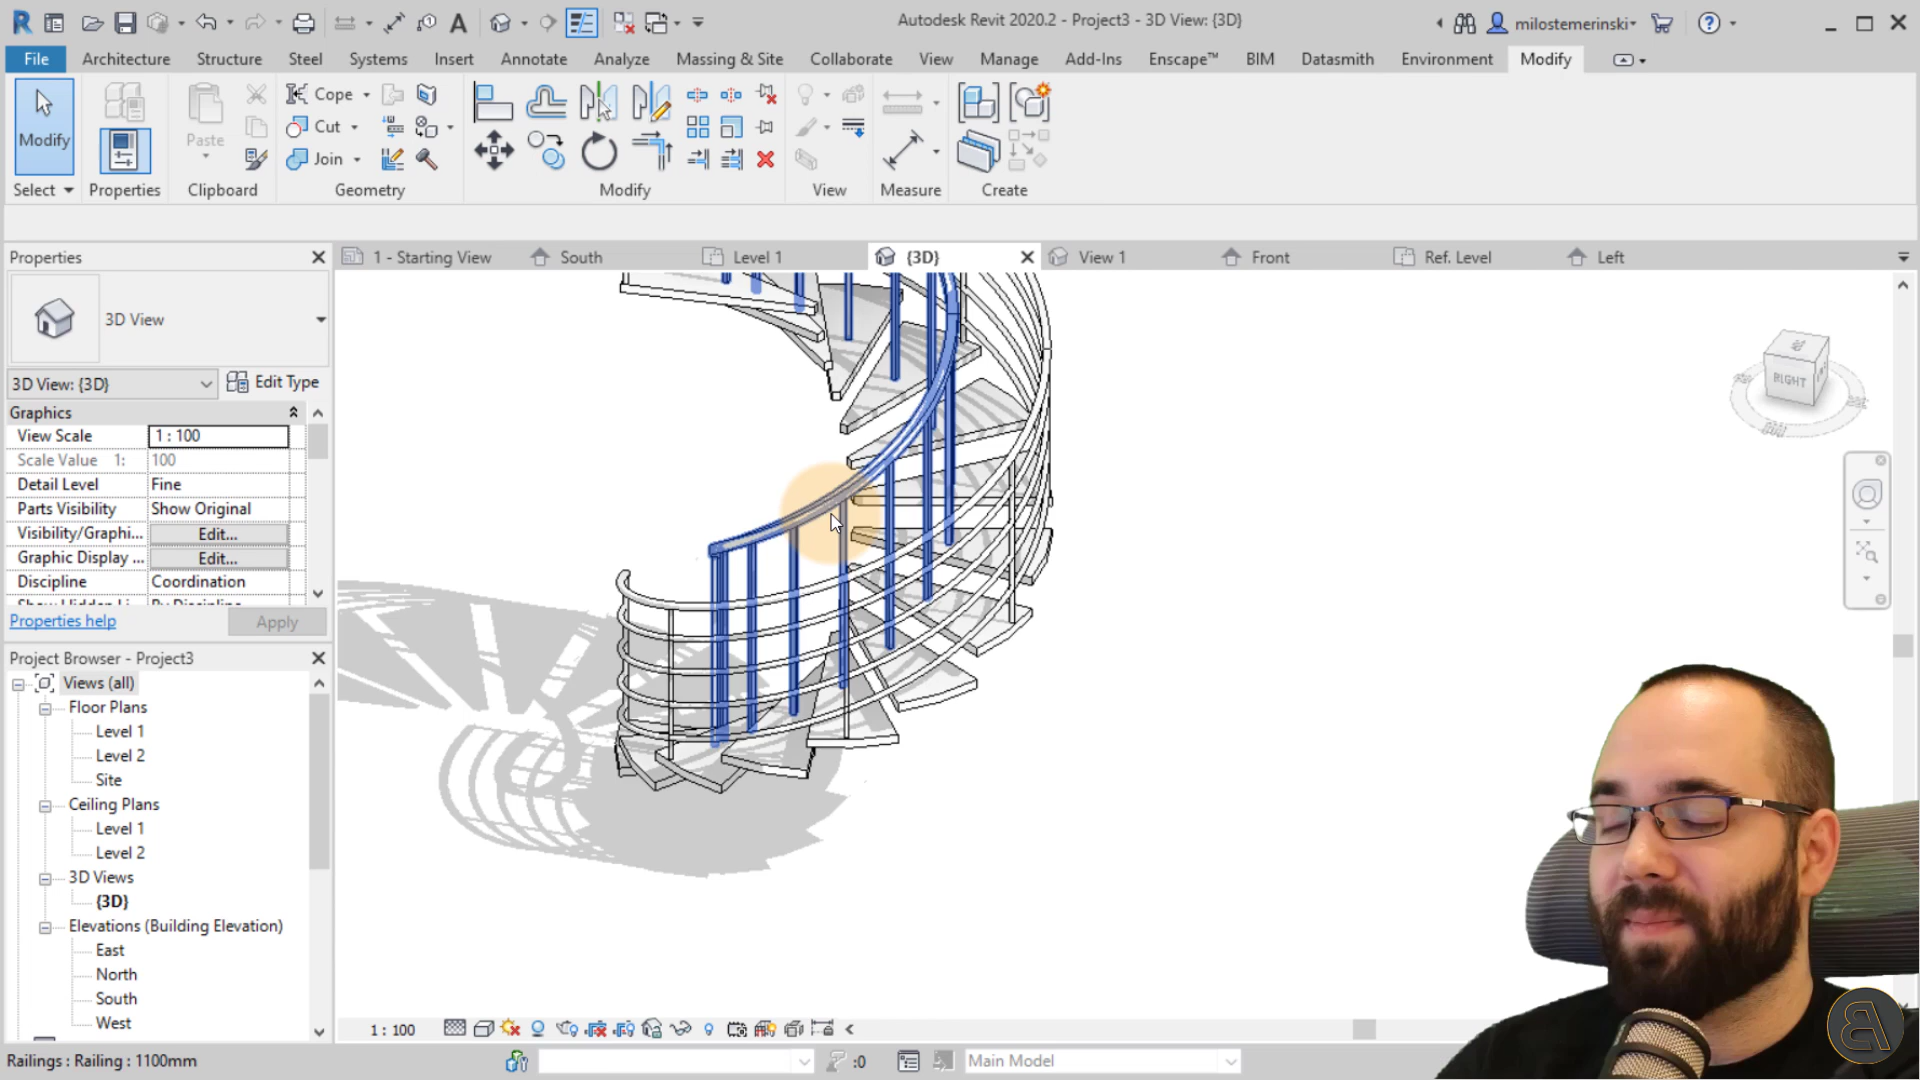 Autodesk Revit 2020.2 - Project3 - 3D View: {3D}
milostemerinski
File Architecture Structure Steel Systems Insert Annotate Analyze Massing & Site Collaborate View Manage Add-Ins Enscape™ BIM Datasmith Environment Modify
Modify
Paste
Cope
Cut
Join
Select Properties Clipboard Geometry Modify View Measure Create
Properties
1 - Starting View South Level 1 {3D} View 1 Front Ref. Level Left
3D View
3D View: {3D} Edit Type
Graphics
View Scale 1 : 100
Scale Value 1: 100
Detail Level Fine
Parts Visibility Show Original
Visibility/Graphi... Edit...
Graphic Display ... Edit...
Discipline Coordination
Properties help Apply
Project Browser - Project3
Views (all)
Floor Plans
Level 1
Level 2
Site
Ceiling Plans
Level 1
Level 2
3D Views
{3D}
Elevations (Building Elevation)
East
North
South
West
RIGHT
1 : 100
Railings : Railing : 1100mm
:0
Main Model